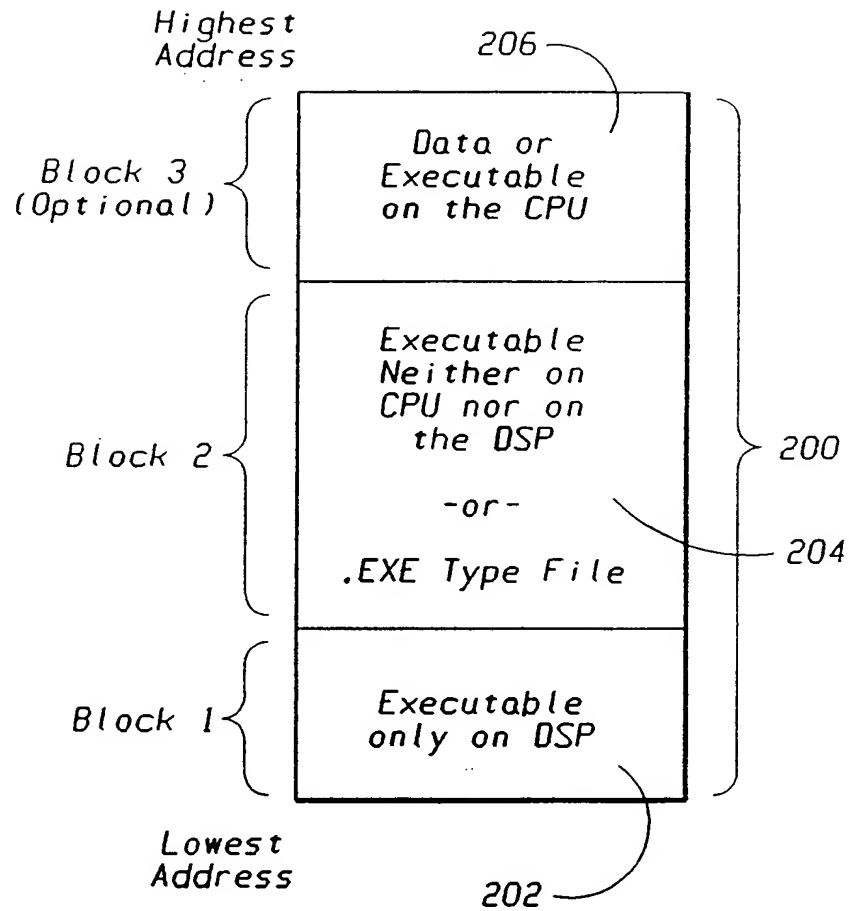 Highest
Address
206
Data or
Executable
on the CPU
Block 3
(Optional)
Executable
Neither on
CPU nor on
the DSP
-or-
.EXE Type File
Block 2
200
204
Executable
only on DSP
Block 1
Lowest
Address
202